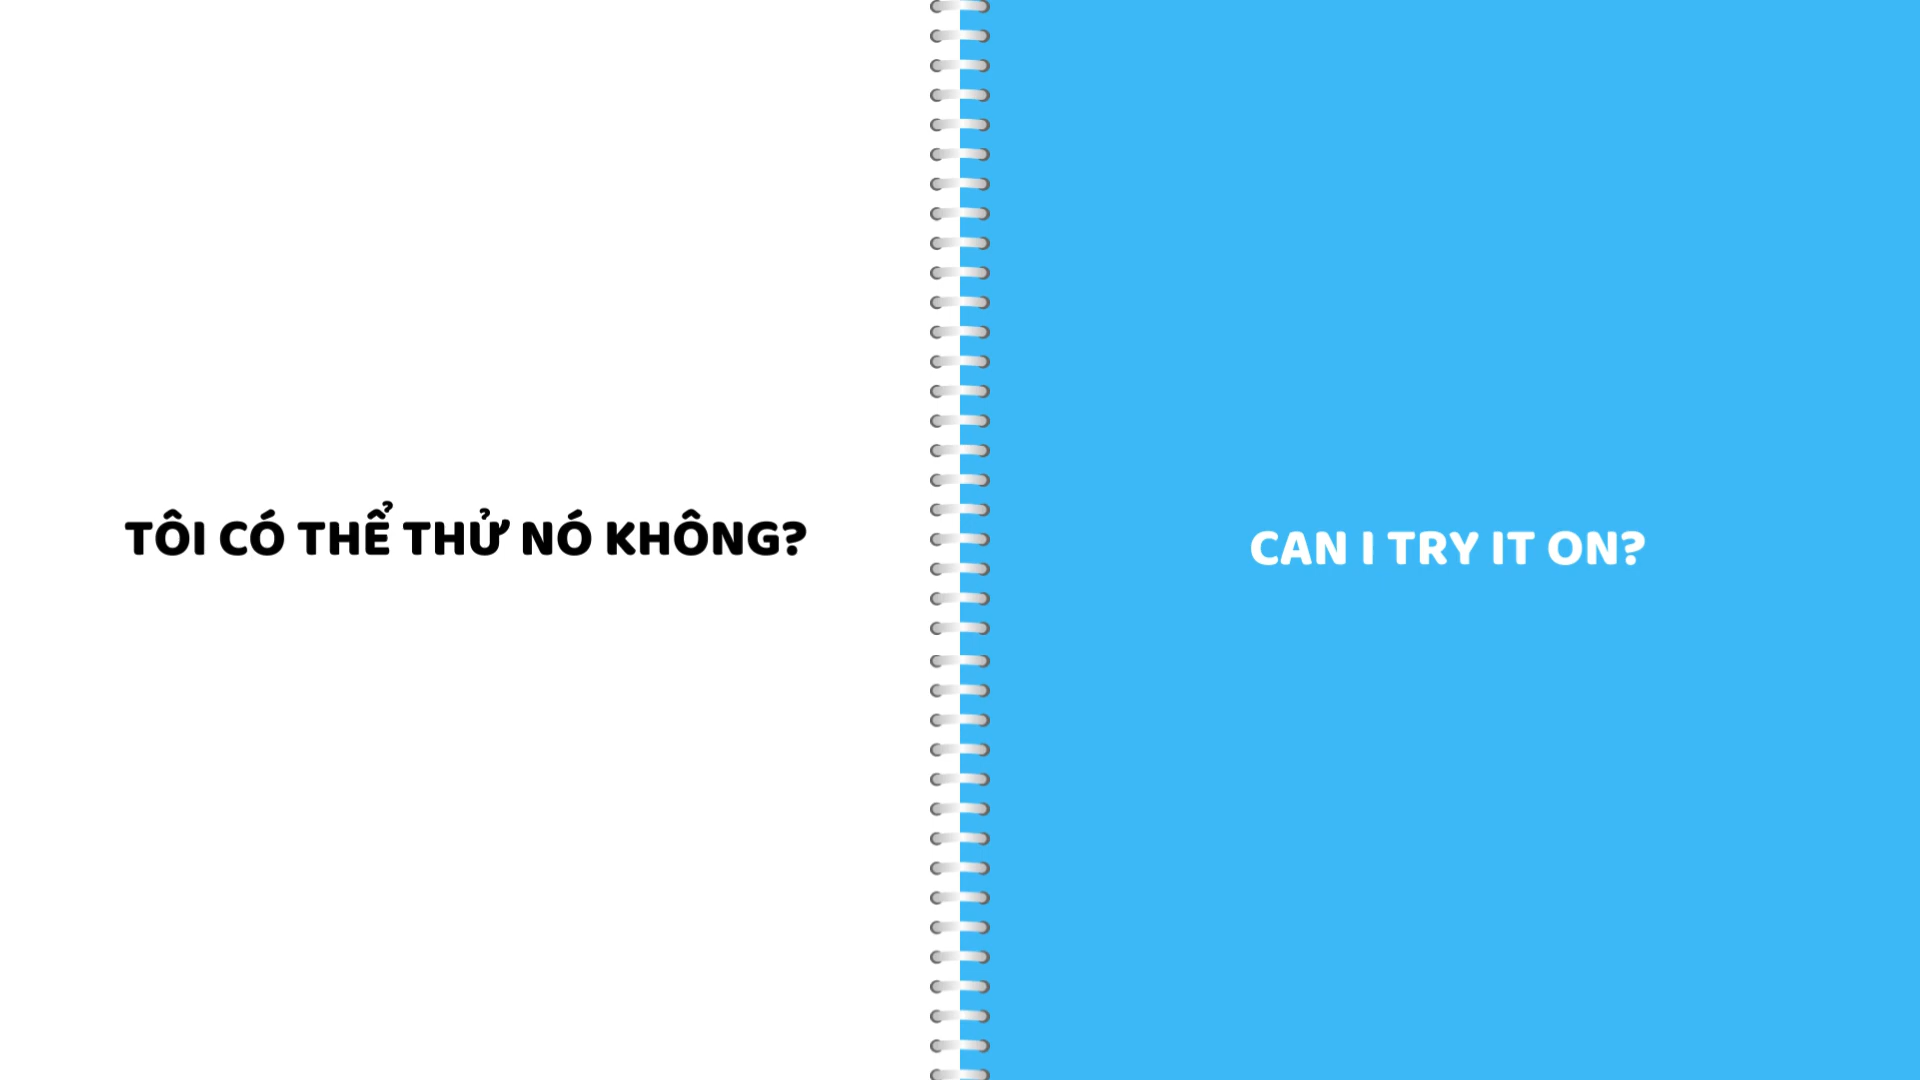 TÔI CÓ THỂ THỬ NÓ KHÔNG?
CAN I TRY IT ON?